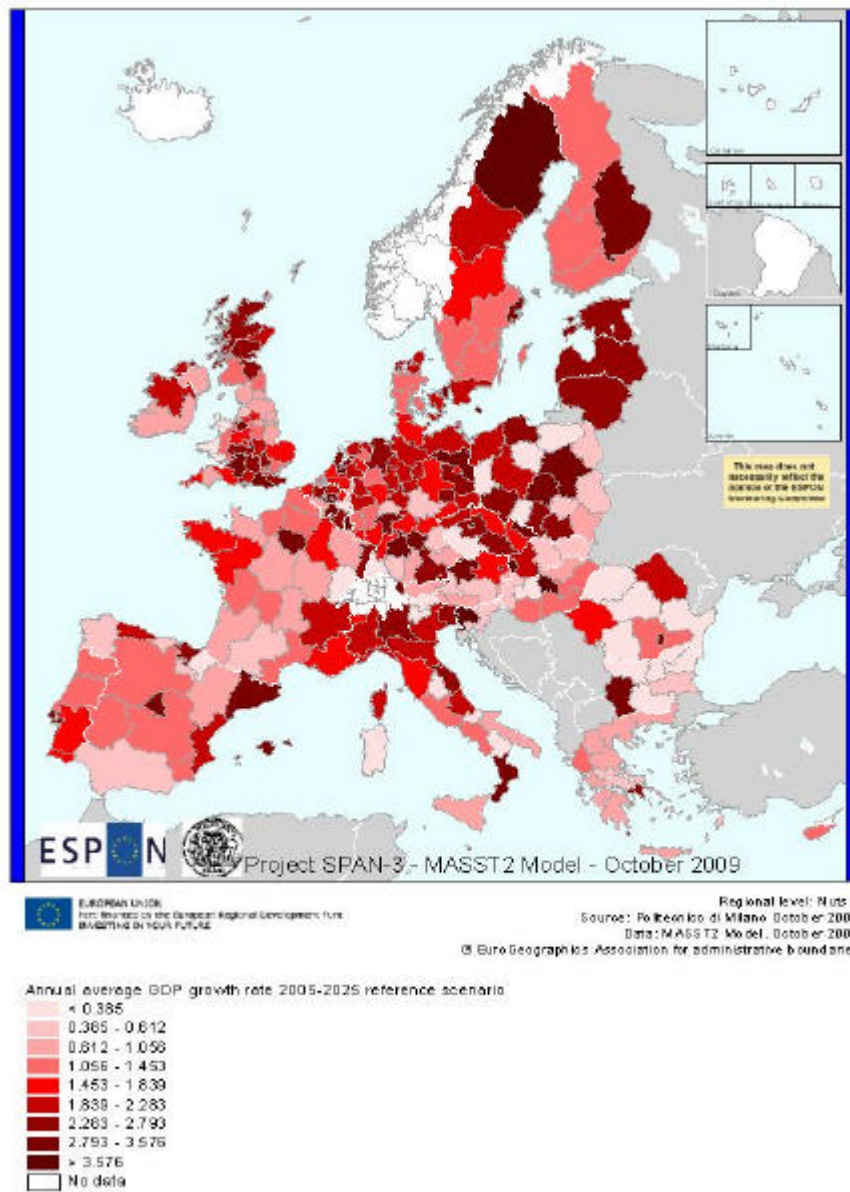 This map does not
necessarily reflect the
opinion of the ESPON
Monitoring Committee
ESPON
Project SPAN-3 - MASST2 Model - October 2009
EUROPEAN UNION
Part-financed by the European Regional Development Fund
INVESTING IN YOUR FUTURE
Regional level: Nuts
Source: Politecnico di Milano October 200
Data: MASST2 Model, October 200
© EuroGeographics Association for administrative boundarie
Annual average GDP growth rate 2005-2025 reference scenario
< 0.385
0.385 - 0.612
0.612 - 1.056
1.056 - 1.453
1.453 - 1.839
1.839 - 2.283
2.283 - 2.793
2.793 - 3.576
> 3.576
No data